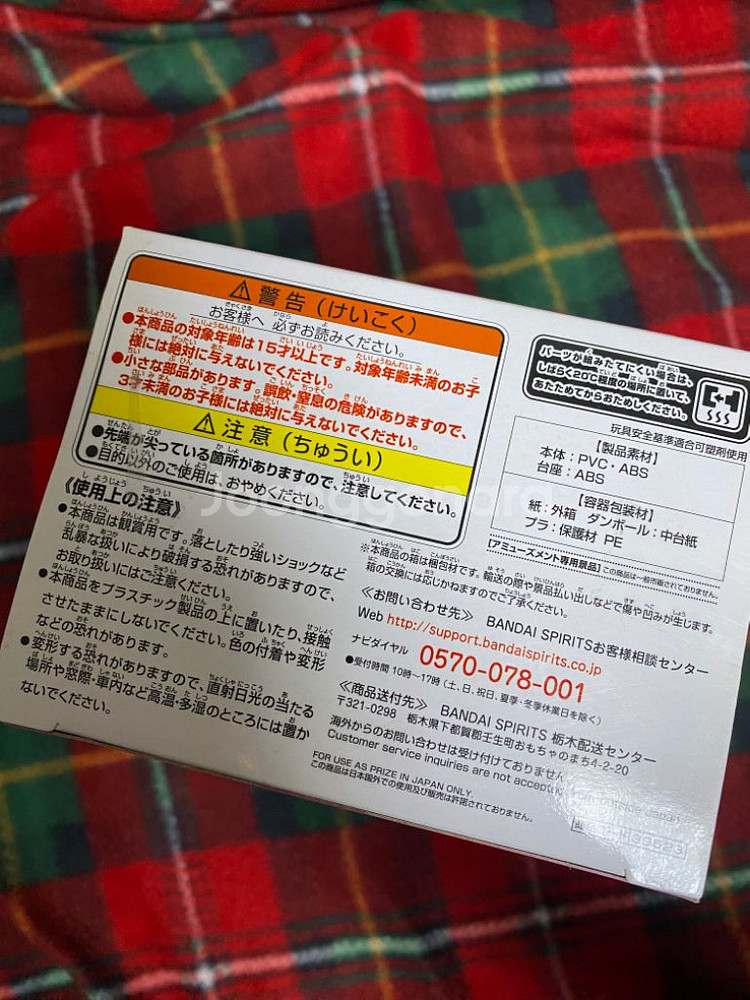 ⚠警告（けいこく）
お客様へ 必ずお読みください。
●本商品の対象年齢は15才以上です。対象年齢未満のお子
様には絶対に与えないでください。
●小さな部品があります。誤飲・窒息の危険がありますので、
3才未満のお子様には絶対に与えないでください。
⚠注意（ちゅうい）
●先端が尖っている箇所がありますので、注意してください。
●目的以外のご使用は、おやめください。
《使用上の注意》
●本商品は観賞用です。落としたり強いショックなど
乱暴な扱いにより破損する恐れがありますので、
お取り扱いにはご注意ください。
●本商品をプラスチック製品の上に置いたり、接触
させたままにしないでください。色の付着や変形
などの恐れがあります。
●変形する恐れがありますので、直射日光の当たる
場所や窓際・車内など高温・多湿のところには置か
ないでください。
パーツが組みたてにくい場合は、
しばらく20℃程度の場所に置いて、
あたためてからおためしください。
玩具安全基準適合可塑剤使用
【製品素材】
本体：PVC・ABS
台座：ABS
【容器包装材】
紙：外箱 ダンボール：中台紙
プラ：保護材 PE
[アミューズメント専用景品] この商品は一般市販されておりません。
※本商品の箱は梱包材です。輸送の際や景品払い出しなどで傷や凹みが生じます。
箱の交換には応じかねますのでご了承ください。
《お問い合わせ先》 BANDAI SPIRITSお客様相談センター
Web http://support.bandaispirits.co.jp
ナビダイヤル 0570-078-001
●受付時間 10時～17時（土、日、祝日、夏季・冬季休業日を除く）
《商品送付先》 BANDAI SPIRITS 栃木配送センター
〒321-0298 栃木県下都賀郡壬生町おもちゃのまち4-2-20
海外からのお問い合わせは受け付けておりません。
Customer service inquiries are not accepting
FOR USE AS PRIZE IN JAPAN ONLY.
この商品は日本国外での使用及び販売は許諾されておりません。
outside Japan
Joonggonara